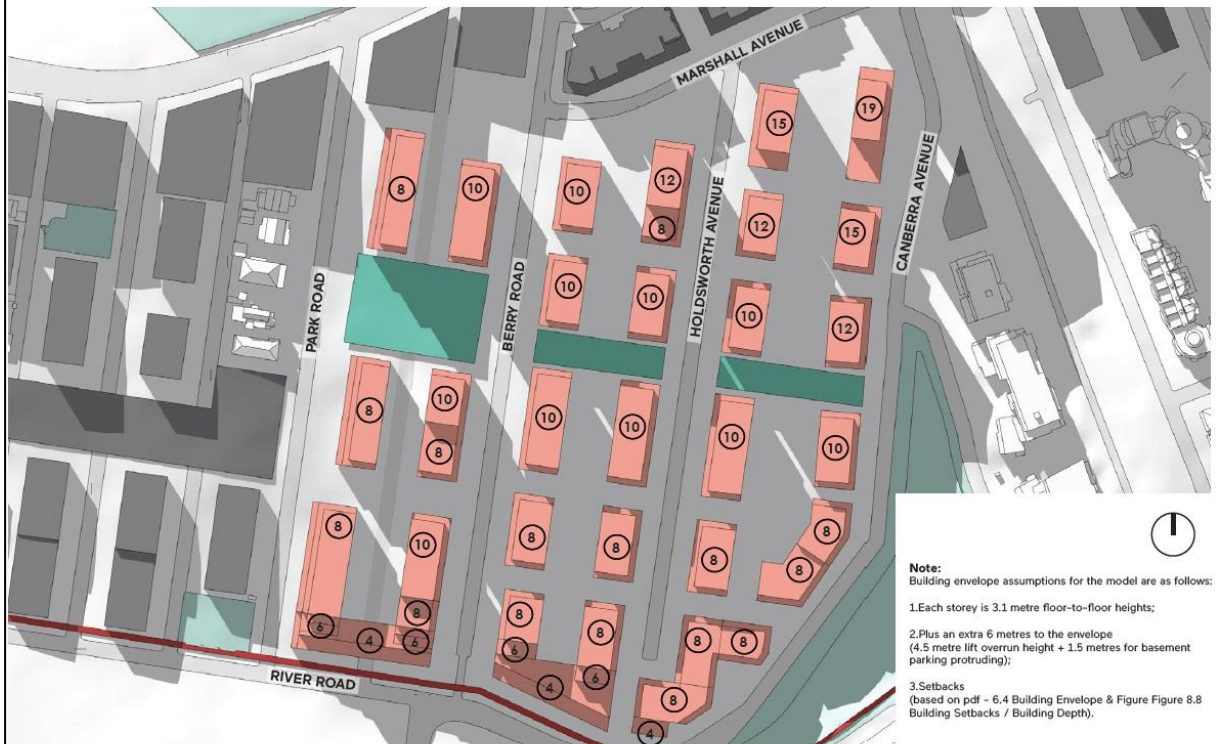 MARSHALL AVENUE
19
15
8
12
10
10
8
12
15
HOLDSWORTH AVENUE
CANBERRA AVENUE
10
10
10
12
PARK ROAD
BERRY ROAD
8
10
8
10
10
10
10
8
10
8
8
8
8
8
6
4
8
6
8
6
4
8
6
8
8
8
4
RIVER ROAD
Note:
Building envelope assumptions for the model are as follows:
1.Each storey is 3.1 metre floor-to-floor heights;
2.Plus an extra 6 metres to the envelope
(4.5 metre lift overrun height + 1.5 metres for basement
parking protruding);
3.Setbacks
(based on pdf - 6.4 Building Envelope & Figure Figure 8.8
Building Setbacks / Building Depth).